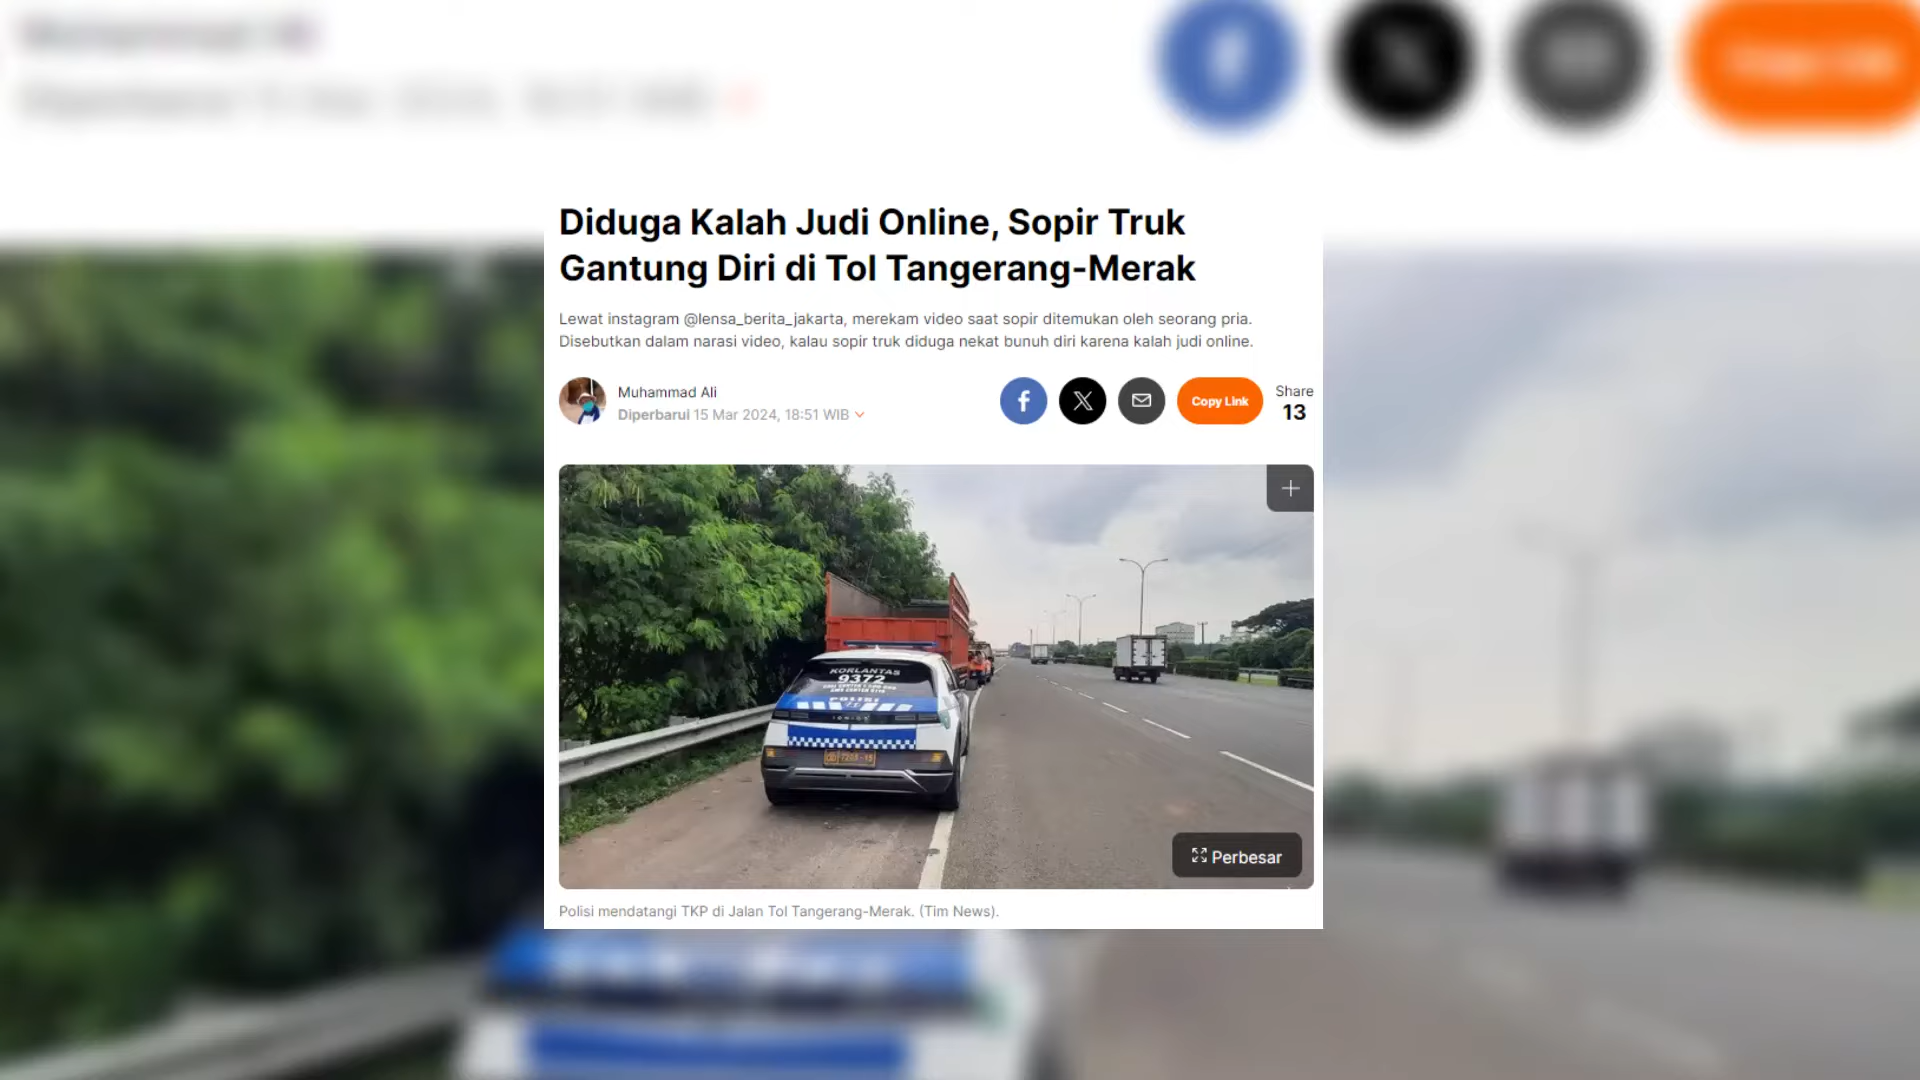 Diduga Kalah Judi Online, Sopir Truk
Gantung Diri di Tol Tangerang-Merak
Lewat instagram @lensa_berita_jakarta, merekam video saat sopir ditemukan oleh seorang pria.
Disebutkan dalam narasi video, kalau sopir truk diduga nekat bunuh diri karena kalah judi online.
Muhammad Ali
Diperbarui 15 Mar 2024, 18:51 WIB
Copy Link
Share
13
KORLANTAS
9372
POLISI
IONIQ 5
Perbesar
Polisi mendatangi TKP di Jalan Tol Tangerang-Merak. (Tim News).